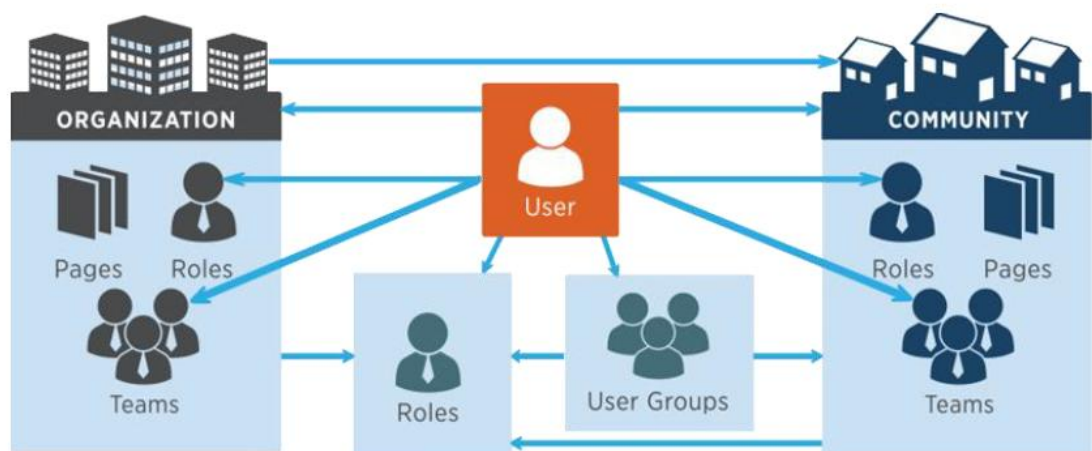 ORGANIZATION
COMMUNITY
User
Pages
Roles
Roles
Pages
Teams
Roles
User Groups
Teams